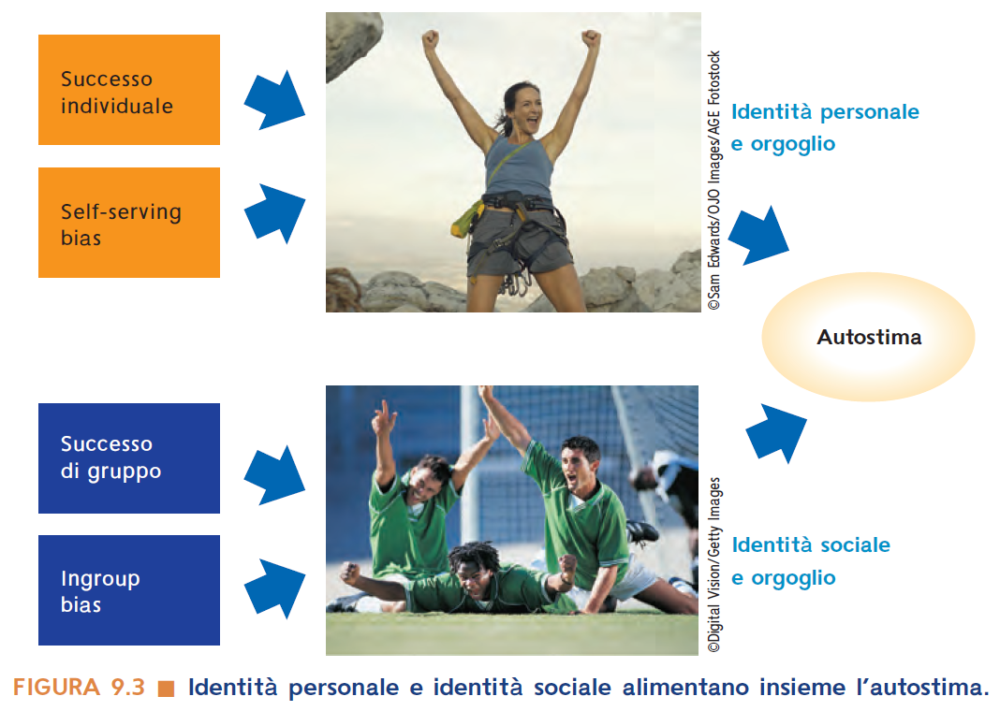 Successo
individuale
Self-serving
bias
©Sam Edwards/OJO Images/AGE Fotostock
Identità personale
e orgoglio
Autostima
Successo
di gruppo
Ingroup
bias
©Digital Vision/Getty Images
Identità sociale
e orgoglio
FIGURA 9.3 ■ Identità personale e identità sociale alimentano insieme l'autostima.